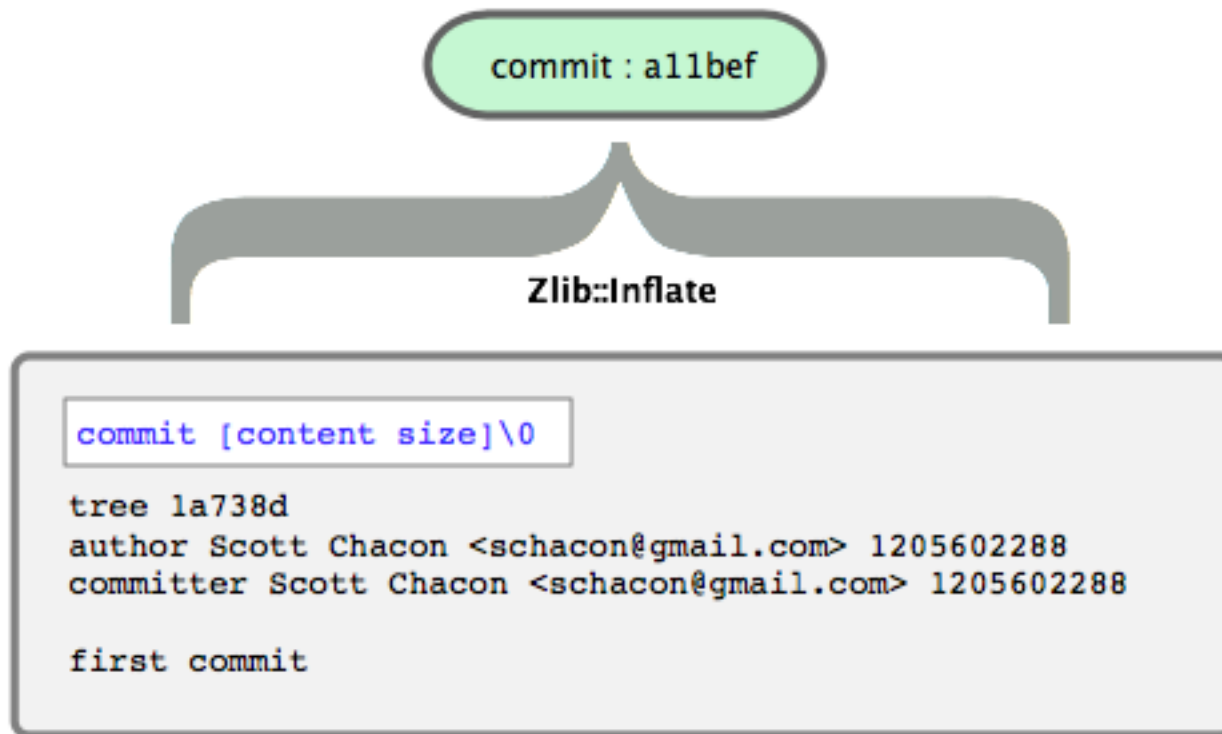 commit : a11bef
Zlib::Inflate
commit [content size]\0
tree 1a738d
author Scott Chacon <schacon@gmail.com> 1205602288
committer Scott Chacon <schacon@gmail.com> 1205602288
first commit